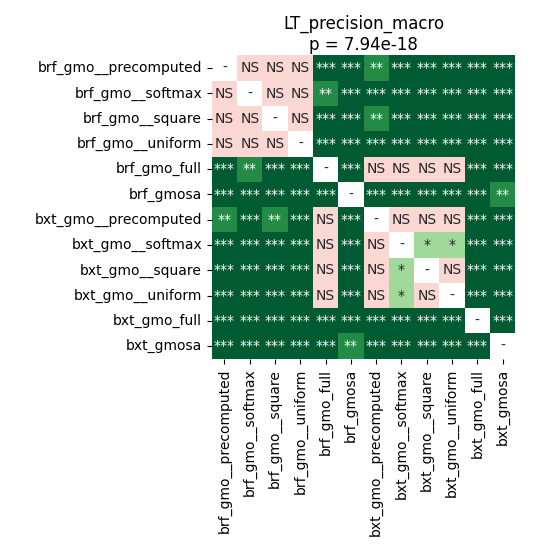 LT_precision_macro
p = 7.94e-18
brf_gmo__precomputed - NS NS NS *** *** ** *** *** *** *** ***
brf_gmo__softmax NS - NS NS ** *** *** *** *** *** *** ***
brf_gmo__square NS NS - NS *** *** ** *** *** *** *** ***
brf_gmo__uniform NS NS NS - *** *** *** *** *** *** *** ***
brf_gmo_full *** ** *** *** - *** NS NS NS NS *** ***
brf_gmosa *** *** *** *** *** - *** *** *** *** *** **
bxt_gmo__precomputed ** *** ** *** NS *** - NS NS NS *** ***
bxt_gmo__softmax *** *** *** *** NS *** NS - * * *** ***
bxt_gmo__square *** *** *** *** NS *** NS * - NS *** ***
bxt_gmo__uniform *** *** *** *** NS *** NS * NS - *** ***
bxt_gmo_full *** *** *** *** *** *** *** *** *** *** - ***
bxt_gmosa *** *** *** *** *** ** *** *** *** *** *** -
brf_gmo__precomputed
brf_gmo__softmax
brf_gmo__square
brf_gmo__uniform
brf_gmo_full
brf_gmosa
bxt_gmo__precomputed
bxt_gmo__softmax
bxt_gmo__square
bxt_gmo__uniform
bxt_gmo_full
bxt_gmosa